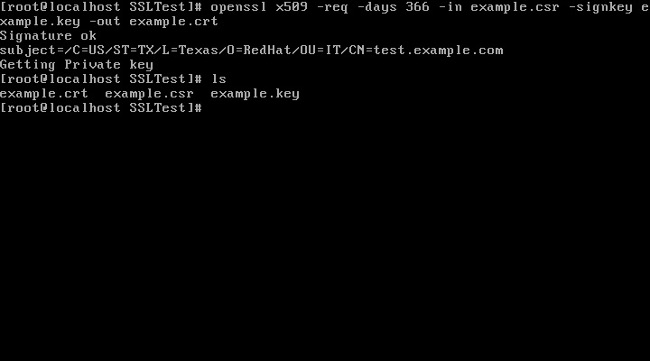 [root@localhost SSLTest]# openssl x509 -req -days 366 -in example.csr -signkey e
xample.key -out example.crt
Signature ok
subject=/C=US/ST=TX/L=Texas/O=RedHat/OU=IT/CN=test.example.com
Getting Private key
[root@localhost SSLTest]# ls
example.crt  example.csr  example.key
[root@localhost SSLTest]#